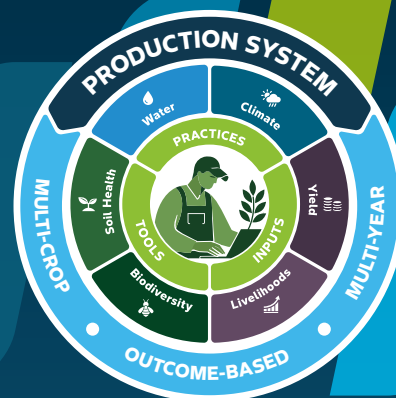 PRODUCTION SYSTEM
Water
Climate
PRACTICES
Soil Health
Yield
TOOLS
INPUTS
MULTI-CROP
MULTI-YEAR
Biodiversity
Livelihoods
OUTCOME-BASED